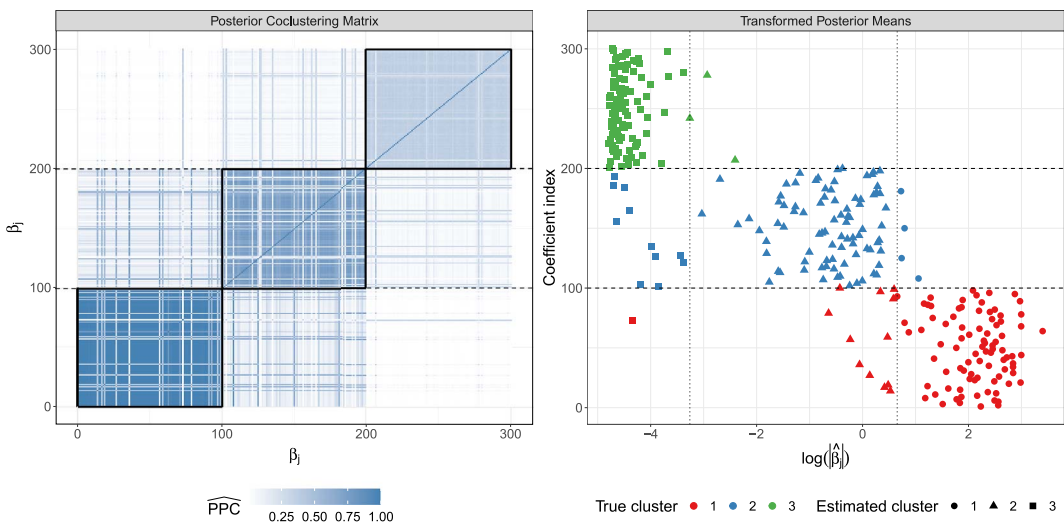 Posterior Coclustering Matrix
300
200
100
0
β_j
0 100 200 300
β_j
PPC
0.25 0.50 0.75 1.00
Transformed Posterior Means
300
200
100
0
Coefficient index
−4 −2 0 2
log(|β̂_j|)
True cluster 1 2 3 Estimated cluster 1 2 3